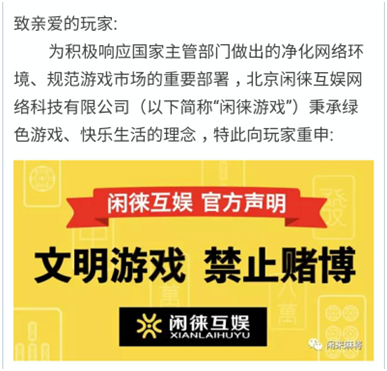 致亲爱的玩家:
为积极响应国家主管部门做出的净化网络环
境、规范游戏市场的重要部署,北京闲徕互娱网
络科技有限公司(以下简称“闲徕游戏”)秉承绿
色游戏、快乐生活的理念,特此向玩家重申:
闲徕互娱 官方声明
文明游戏 禁止赌博
闲徕互娱
XIANLAIHUYU
闲来麻将